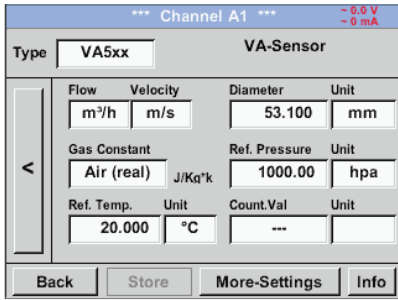 *** Channel A1 ***
~ 0.0 V
~ 0 mA
Type VA5xx VA-Sensor
Flow Velocity Diameter Unit
m³/h m/s 53.100 mm
Gas Constant Ref. Pressure Unit
< Air (real) J/Kg*k 1000.00 hpa
Ref. Temp. Unit Count.Val Unit
20.000 °C ---
Back Store More-Settings Info